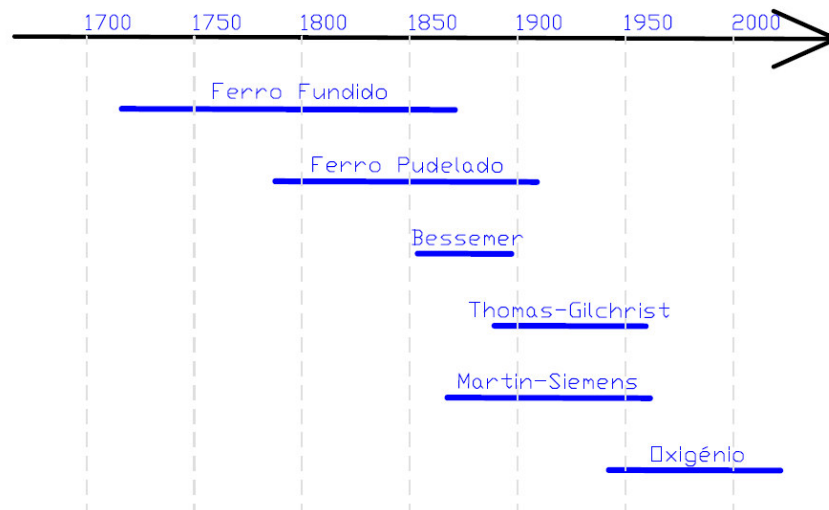 1700 1750 1800 1850 1900 1950 2000
Ferro Fundido
Ferro Pudelado
Bessemer
Thomas-Gilchrist
Martin-Siemens
Oxigénio